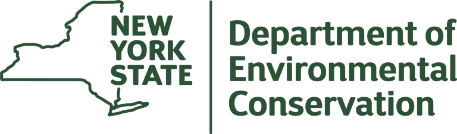 NEW
YORK
STATE
Department of
Environmental
Conservation